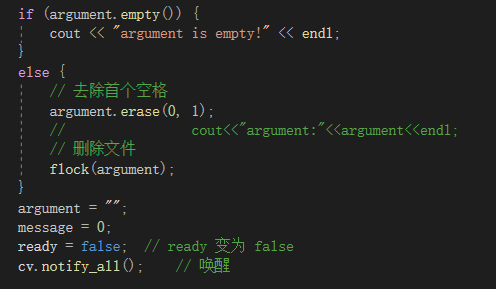 if (argument.empty()) {
    cout << "argument is empty!" << endl;
}
else {
    // 去除首个空格
    argument.erase(0, 1);
    //                cout<<"argument:"<<argument<<endl;
    // 删除文件
    flock(argument);
}
argument = "";
message = 0;
ready = false;  // ready 变为 false
cv.notify_all();    // 唤醒